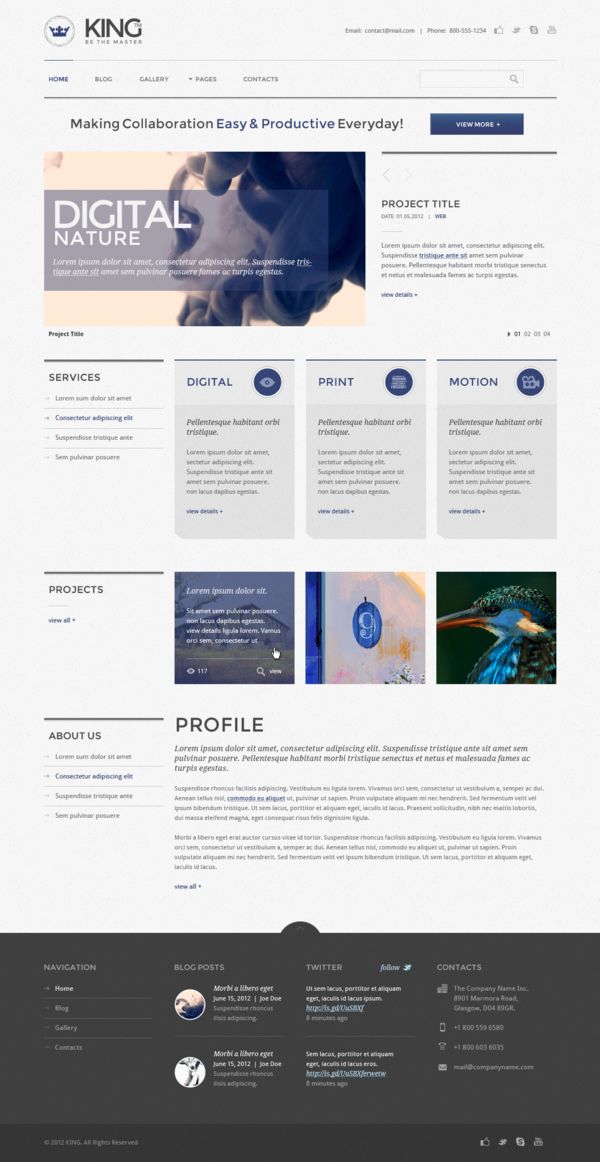 KING™
BE THE MASTER
Email: contact@mail.com | Phone: 800-555-1234
HOME BLOG GALLERY PAGES CONTACTS
Making Collaboration Easy & Productive Everyday!
VIEW MORE +
DIGITAL
NATURE
Lorem ipsum dolor sit amet, consectetur adipiscing elit. Suspendisse tris-
tique ante sit amet sem pulvinar posuere fames ac turpis egestas.
PROJECT TITLE
DATE: 01.05.2012 | WEB
Lorem ipsum dolor sit amet, consectetur adipiscing elit.
Suspendisse tristique ante sit amet sem pulvinar
posuere. Pellentesque habitant morbi tristique senectus
et netus et malesuada fames ac turpis egestas.
view details +
Project Title
01 02 03 04
SERVICES
Lorem sum dolor sit amet
Consectetur adipiscing elit
Suspendisse tristique ante
Sem pulvinar posuere
DIGITAL
Pellentesque habitant orbi
tristique.
Lorem ipsum dolor sit amet,
sectetur adipiscing elit.
Suspendisse tristique ante sit
amet sem pulvinar posuere.
non lacus dapibus egestas.
view details +
PRINT
Pellentesque habitant orbi
tristique.
Lorem ipsum dolor sit amet,
sectetur adipiscing elit.
Suspendisse tristique ante sit
amet sem pulvinar posuere.
non lacus dapibus egestas.
view details +
MOTION
Pellentesque habitant orbi
tristique.
Lorem ipsum dolor sit amet,
sectetur adipiscing elit.
Suspendisse tristique ante sit
amet sem pulvinar posuere.
non lacus dapibus egestas.
view details +
PROJECTS
view all +
Lorem ipsum dolor sit.
Sit amet sem pulvinar posuere.
non lacus dapibus egestas.
view details ligula lorem. Vamus
orci sem, consectetur ut
117 view
9
ABOUT US
Lorem sum dolor sit amet
Consectetur adipiscing elit
Suspendisse tristique ante
Sem pulvinar posuere
PROFILE
Lorem ipsum dolor sit amet, consectetur adipiscing elit. Suspendisse tristique ante sit amet sem
pulvinar posuere. Pellentesque habitant morbi tristique senectus et netus et malesuada fames ac
turpis egestas.
Suspendisse rhoncus facilisis adipiscing. Vestibulum eu ligula lorem. Vivamus orci sem, consectetur ut vestibulum a, semper ac dui.
Aenean tellus nisl, commodo eu aliquet ut, pulvinar ut sapien. Proin vulputate aliquam mi nec hendrerit. Sed fermentum velit vel
ipsum bibendum tristique. Ut sem lacus, porttitor et aliquam eget, iaculis id lacus. Praesent sollicitudin, nibh nec mattis lobortis,
dui massa eleifend magna, eget consequat risus felis dignissim ligula.
Morbi a libero eget erat auctor cursus vitae id tortor. Suspendisse rhoncus facilisis adipiscing. Vestibulum eu ligula lorem. Vivamus
orci sem, consectetur ut vestibulum a, semper ac dui. Aenean tellus nisl, commodo eu aliquet ut, pulvinar ut sapien. Proin
vulputate aliquam mi nec hendrerit. Sed fermentum velit vel ipsum bibendum tristique. Ut sem lacus, porttitor et aliquam eget,
iaculis id lacus.
view all +
NAVIGATION
Home
Blog
Gallery
Contacts
BLOG POSTS
Morbi a libero eget
June 15, 2012 | Joe Doe
Suspendisse rhoncus
ilisis adipiscing.
Morbi a libero eget
June 15, 2012 | Joe Doe
Suspendisse rhoncus
ilisis adipiscing.
TWITTER follow
Ut sem lacus, porttitor et aliquam
eget, iaculis id lacus ipsum.
http://is.gd/UuSBXf
8 minutes ago
Sem lacus, porttitor et aliquam
eget, iaculis id lacus eros.
http://is.gd/UuSBXferwetw
8 minutes ago
CONTACTS
The Company Name Inc.
8901 Marmora Road,
Glasgow, D04 89GR.
+1 800 559 6580
+1 800 603 6035
mail@companyname.com
© 2012 KING. All Rights Reserved